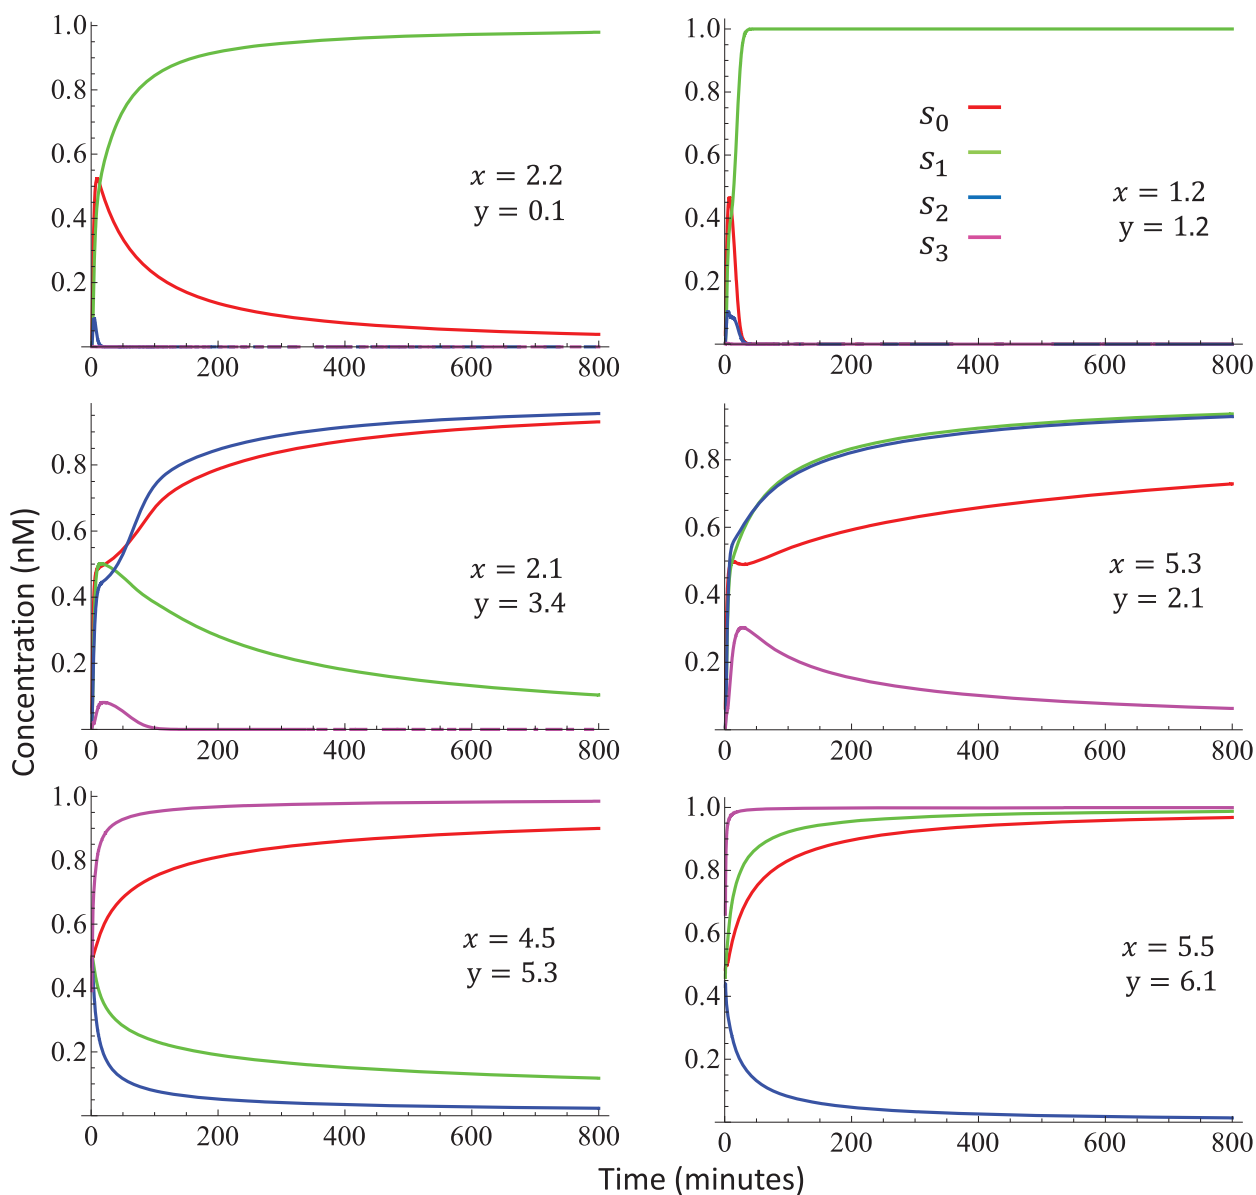 1.0
0.8
0.6
0.4
0.2
0 200 400 600 800
x = 2.2
y = 0.1
1.0
0.8
0.6
0.4
0.2
0 200 400 600 800
s0
s1
s2
s3
x = 1.2
y = 1.2
0.8
0.6
0.4
0.2
0 200 400 600 800
x = 2.1
y = 3.4
0.8
0.6
0.4
0.2
0 200 400 600 800
x = 5.3
y = 2.1
Concentration (nM)
1.0
0.8
0.6
0.4
0.2
0 200 400 600 800
x = 4.5
y = 5.3
1.0
0.8
0.6
0.4
0.2
0 200 400 600 800
x = 5.5
y = 6.1
Time (minutes)